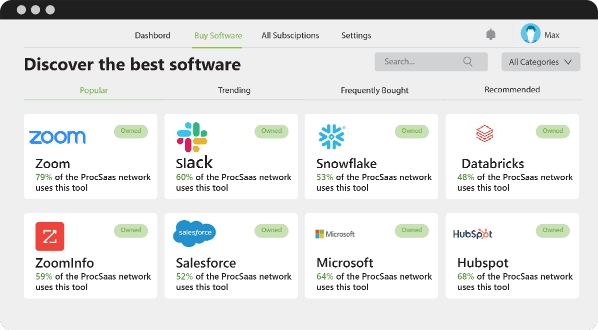 Dashbord Buy Software All Subsciptions Settings Max
Discover the best software Search... All Categories
Popular Trending Frequently Bought Recommended
zoom Owned Owned Owned Owned
Zoom Slack Snowflake Databricks
79% of the ProcSaas network 60% of the ProcSaas network 53% of the ProcSaas network 48% of the ProcSaas network
uses this tool uses this tool uses this tool uses this tool
Z Owned salesforce Owned Microsoft Owned HubSpot Owned
ZoomInfo Salesforce Microsoft Hubspot
59% of the ProcSaas network 52% of the ProcSaas network 64% of the ProcSaas network 68% of the ProcSaas network
uses this tool uses this tool uses this tool uses this tool